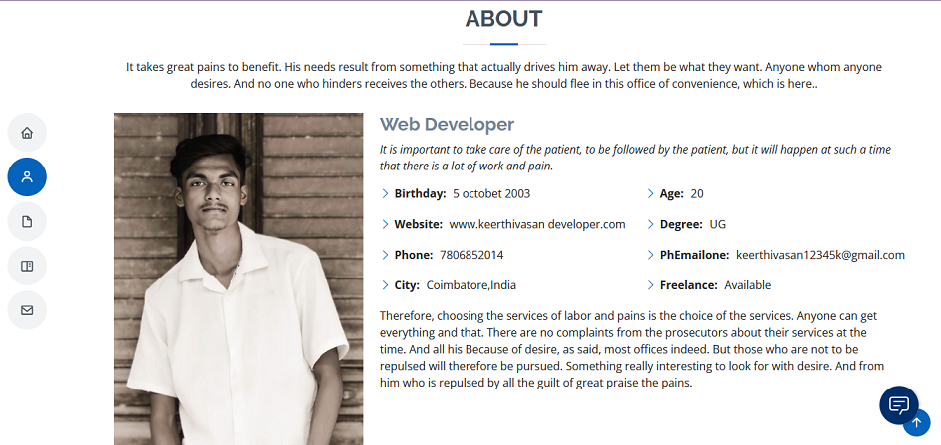 ABOUT
It takes great pains to benefit. His needs result from something that actually drives him away. Let them be what they want. Anyone whom anyone
desires. And no one who hinders receives the others. Because he should flee in this office of convenience, which is here..
Web Developer
It is important to take care of the patient, to be followed by the patient, but it will happen at such a time
that there is a lot of work and pain.
Birthday: 5 octobet 2003
Age: 20
Website: www.keerthivasan developer.com
Degree: UG
Phone: 7806852014
PhEmailone: keerthivasan12345k@gmail.com
City: Coimbatore,India
Freelance: Available
Therefore, choosing the services of labor and pains is the choice of the services. Anyone can get
everything and that. There are no complaints from the prosecutors about their services at the
time. And all his Because of desire, as said, most offices indeed. But those who are not to be
repulsed will therefore be pursued. Something really interesting to look for with desire. And from
him who is repulsed by all the guilt of great praise the pains.